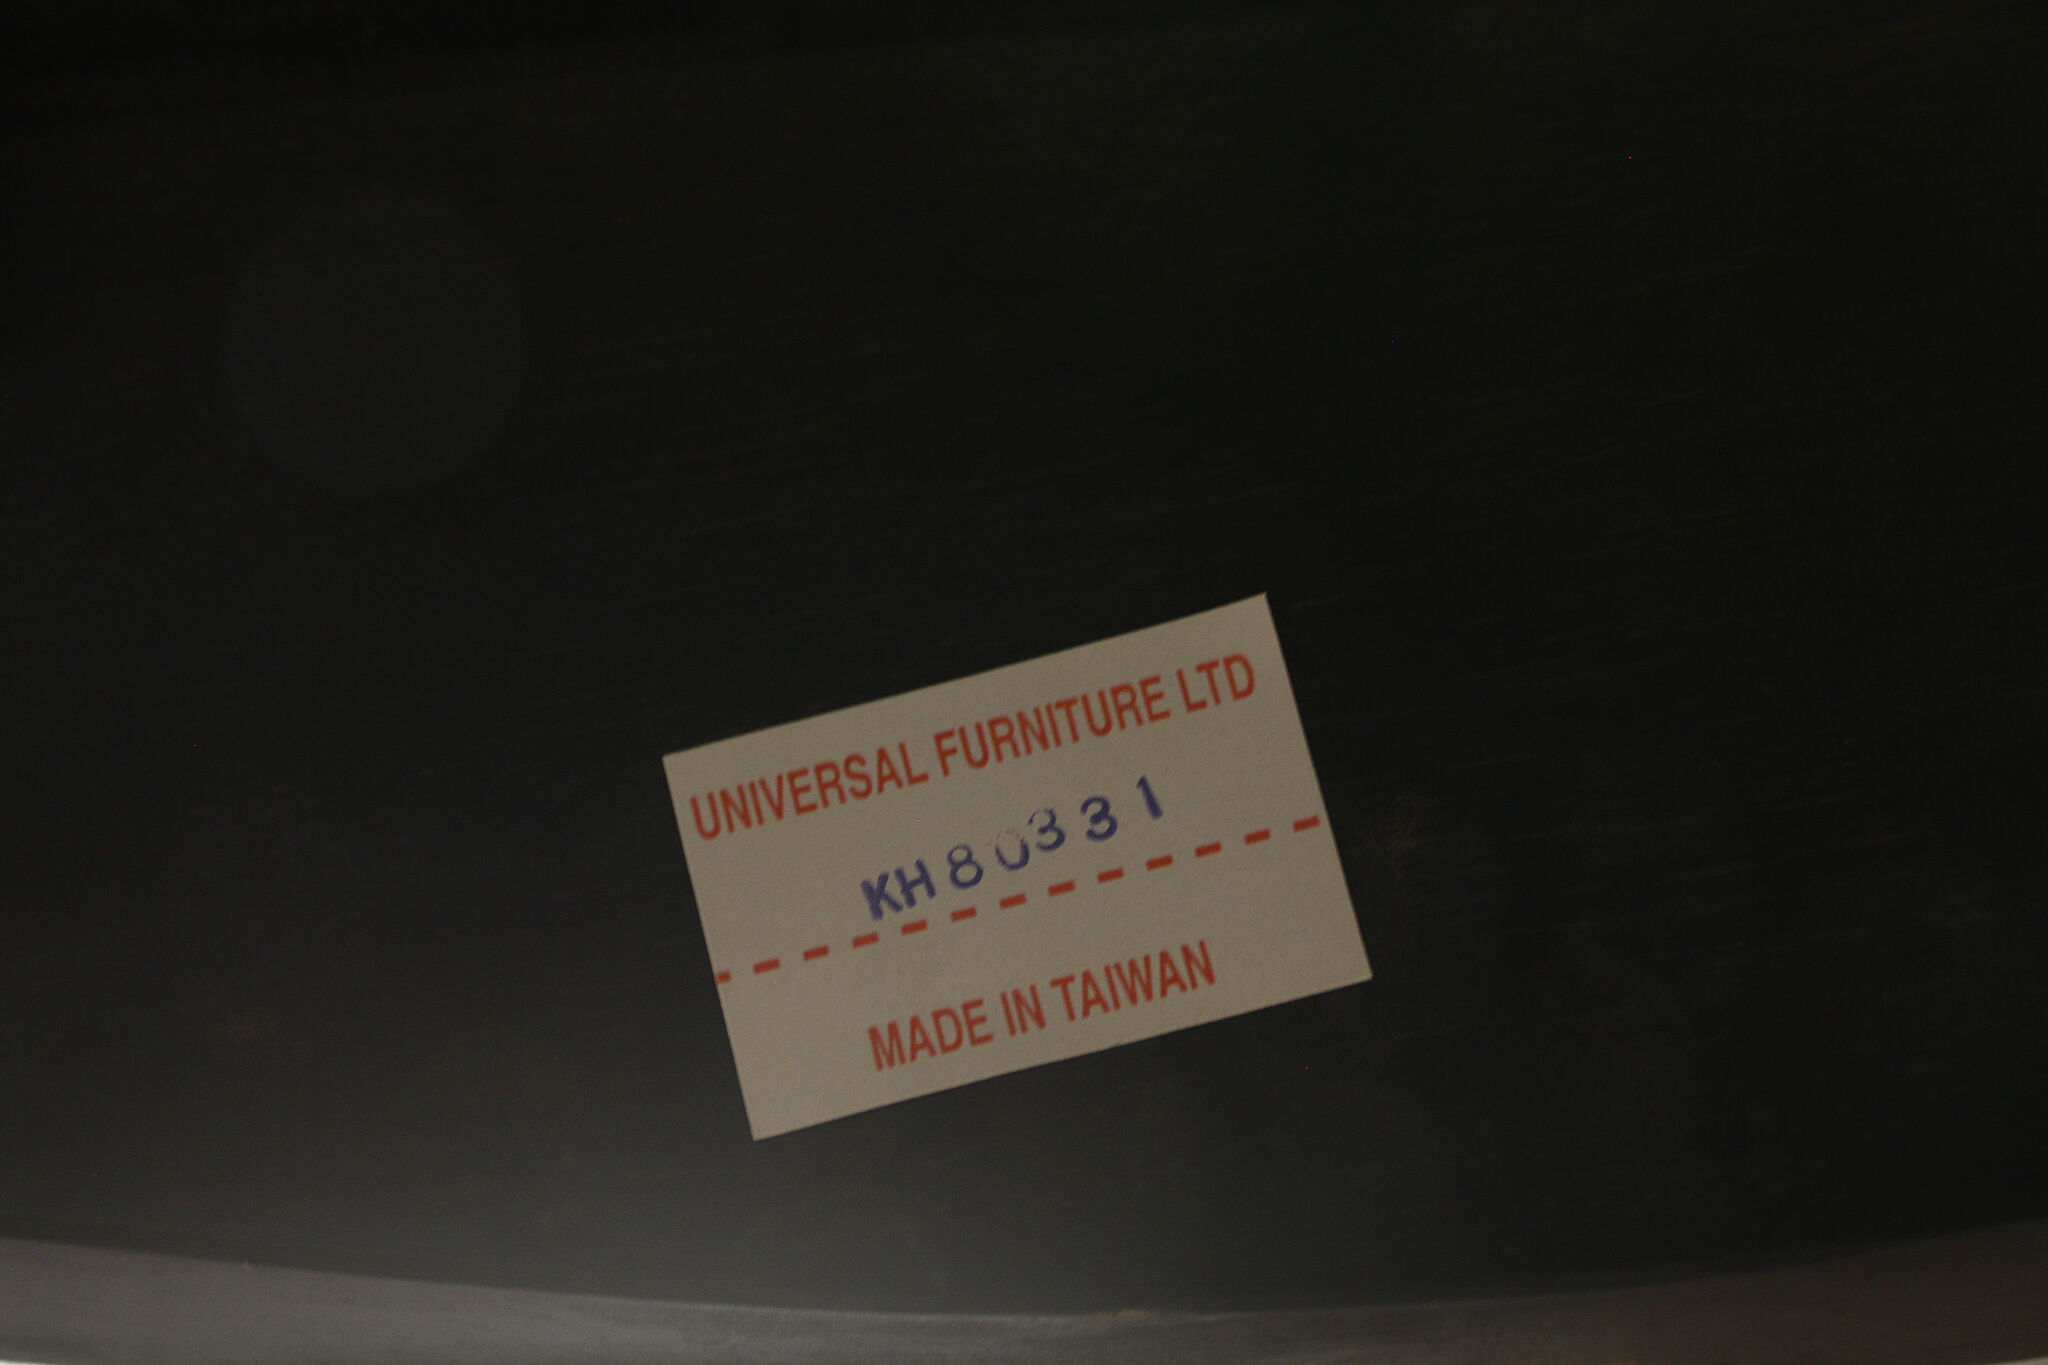 UNIVERSAL FURNITURE LTD
KH80331
MADE IN TAIWAN